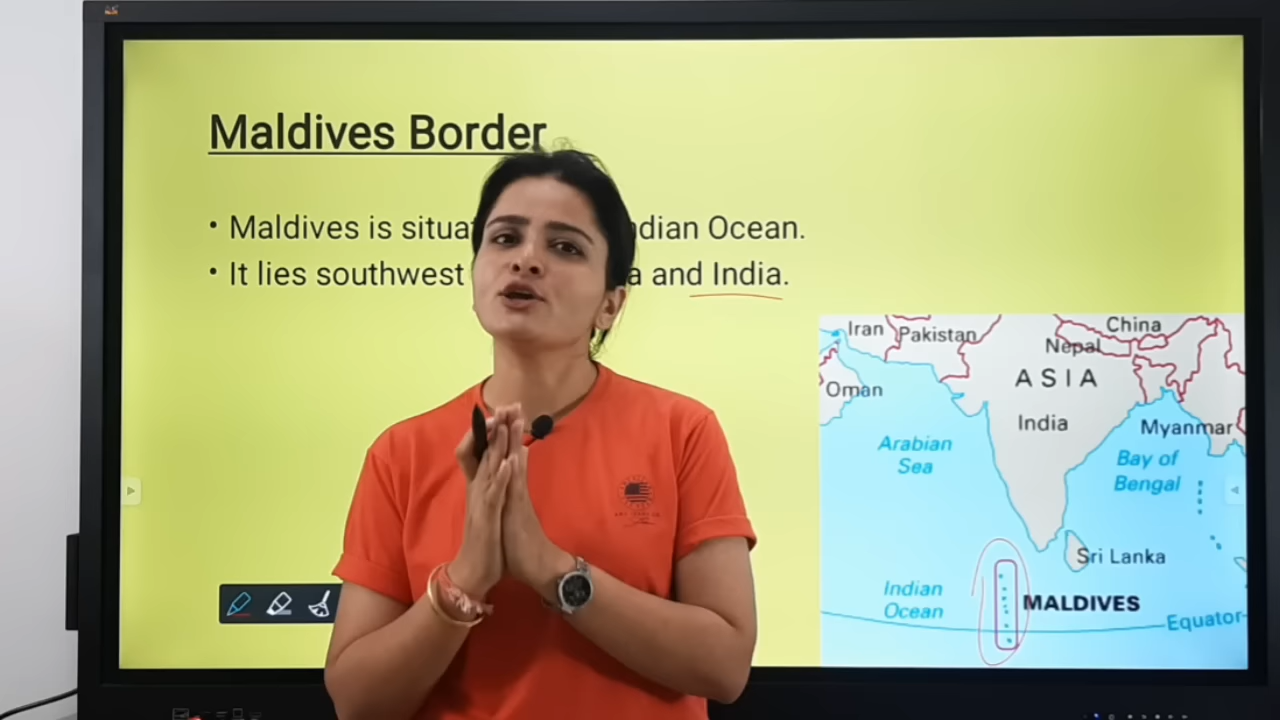 Maldives Border
• Maldives is situa ndian Ocean.
• It lies southwest a and India.
Iran Pakistan China
Nepal
ASIA
Oman
India
Myanmar
Arabian
Sea
Bay of
Bengal
Sri Lanka
Indian
Ocean
MALDIVES
Equator